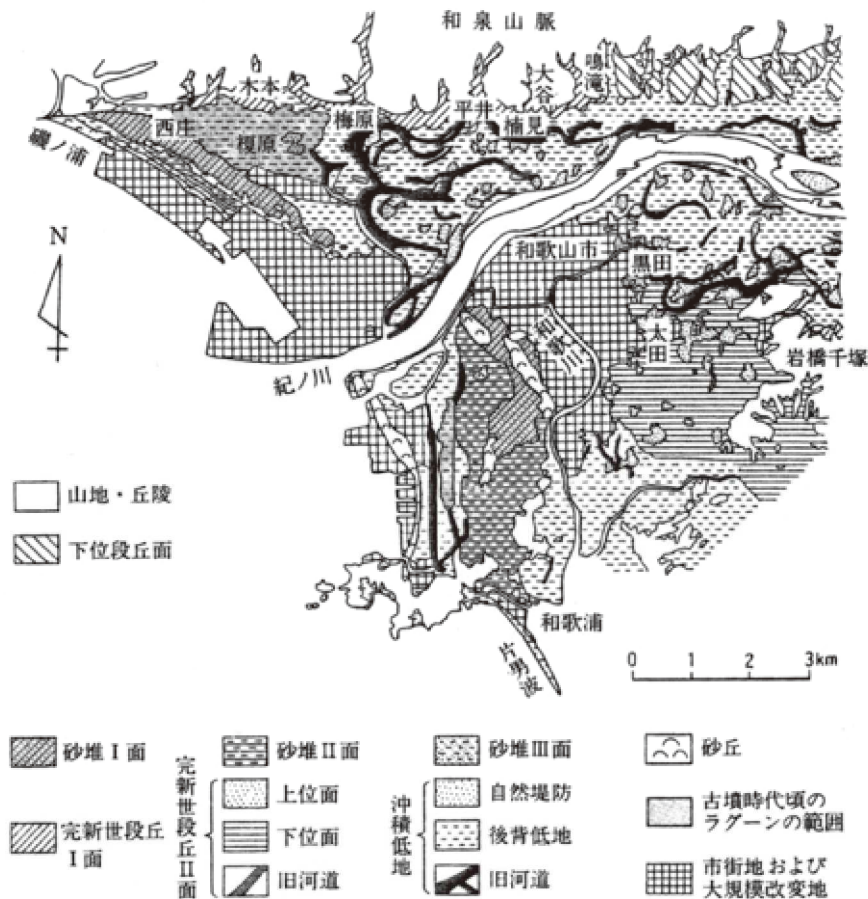 和泉山脈
木本
大谷
鳴滝
西庄
梅原
平井
楠見
榎原
磯ノ浦
N
和歌山市
黒田
和歌川
太田
岩橋千塚
紀ノ川
山地・丘陵
下位段丘面
和歌浦
片男波
0 1 2 3km
砂堆Ⅰ面
砂堆Ⅱ面
砂堆Ⅲ面
砂丘
完新世段丘Ⅰ面
完新世段丘Ⅱ面
上位面
下位面
旧河道
沖積低地
自然堤防
後背低地
旧河道
古墳時代頃の
ラグーンの範囲
市街地および
大規模改変地